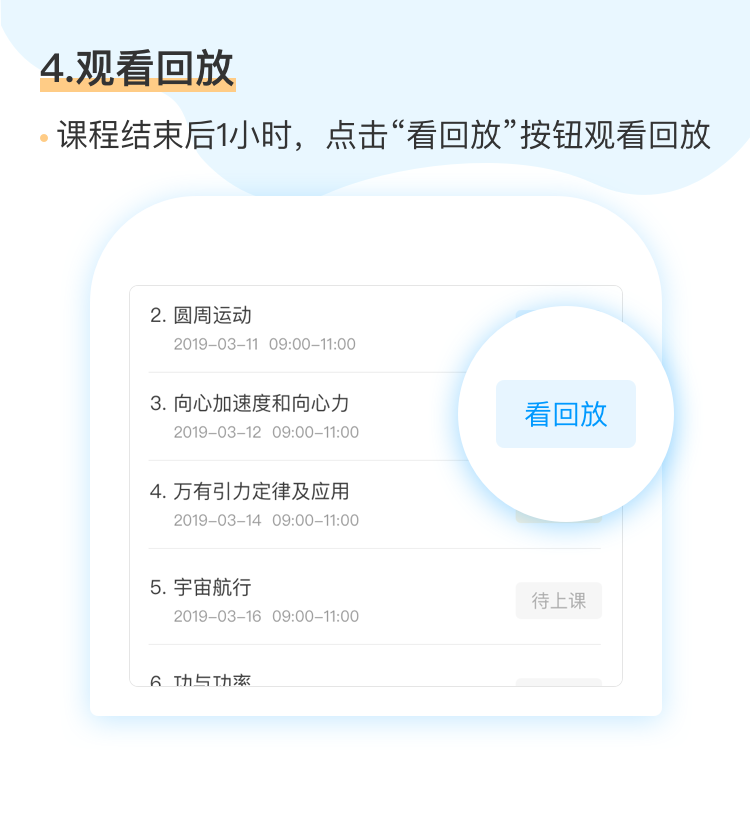 4.观看回放
课程结束后1小时，点击“看回放”按钮观看回放
2. 圆周运动
2019-03-11 09:00-11:00
看回放
3. 向心加速度和向心力
2019-03-12 09:00-11:00
4. 万有引力定律及应用
2019-03-14 09:00-11:00
5. 宇宙航行
待上课
2019-03-16 09:00-11:00
6. 功与功率